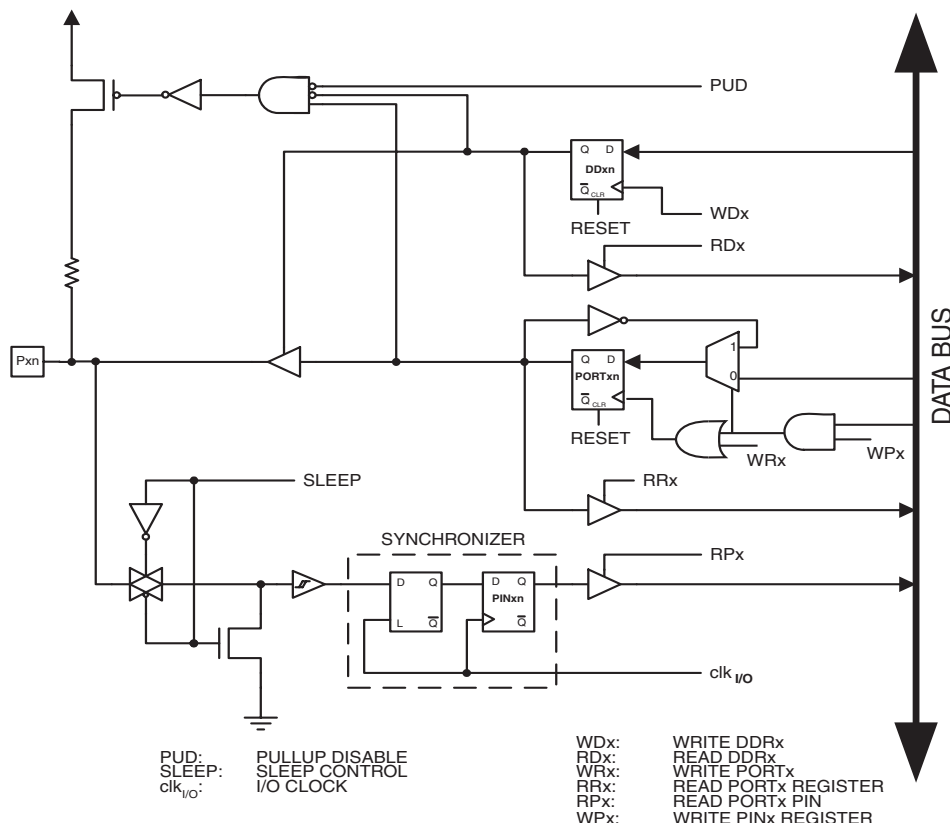 PUD
Q D
DDxn
Q CLR
WDx
RESET
RDx
1
Q D
Pxn
PORTxn
0
Q CLR
RESET
WRx
WPx
DATA BUS
SLEEP
RRx
SYNCHRONIZER
RPx
D Q
D Q
PINxn
L Q
Q
clk I/O
PUD: PULLUP DISABLE
SLEEP: SLEEP CONTROL
clk I/O: I/O CLOCK
WDx: WRITE DDRx
RDx: READ DDRx
WRx: WRITE PORTx
RRx: READ PORTx REGISTER
RPx: READ PORTx PIN
WPx: WRITE PINx REGISTER